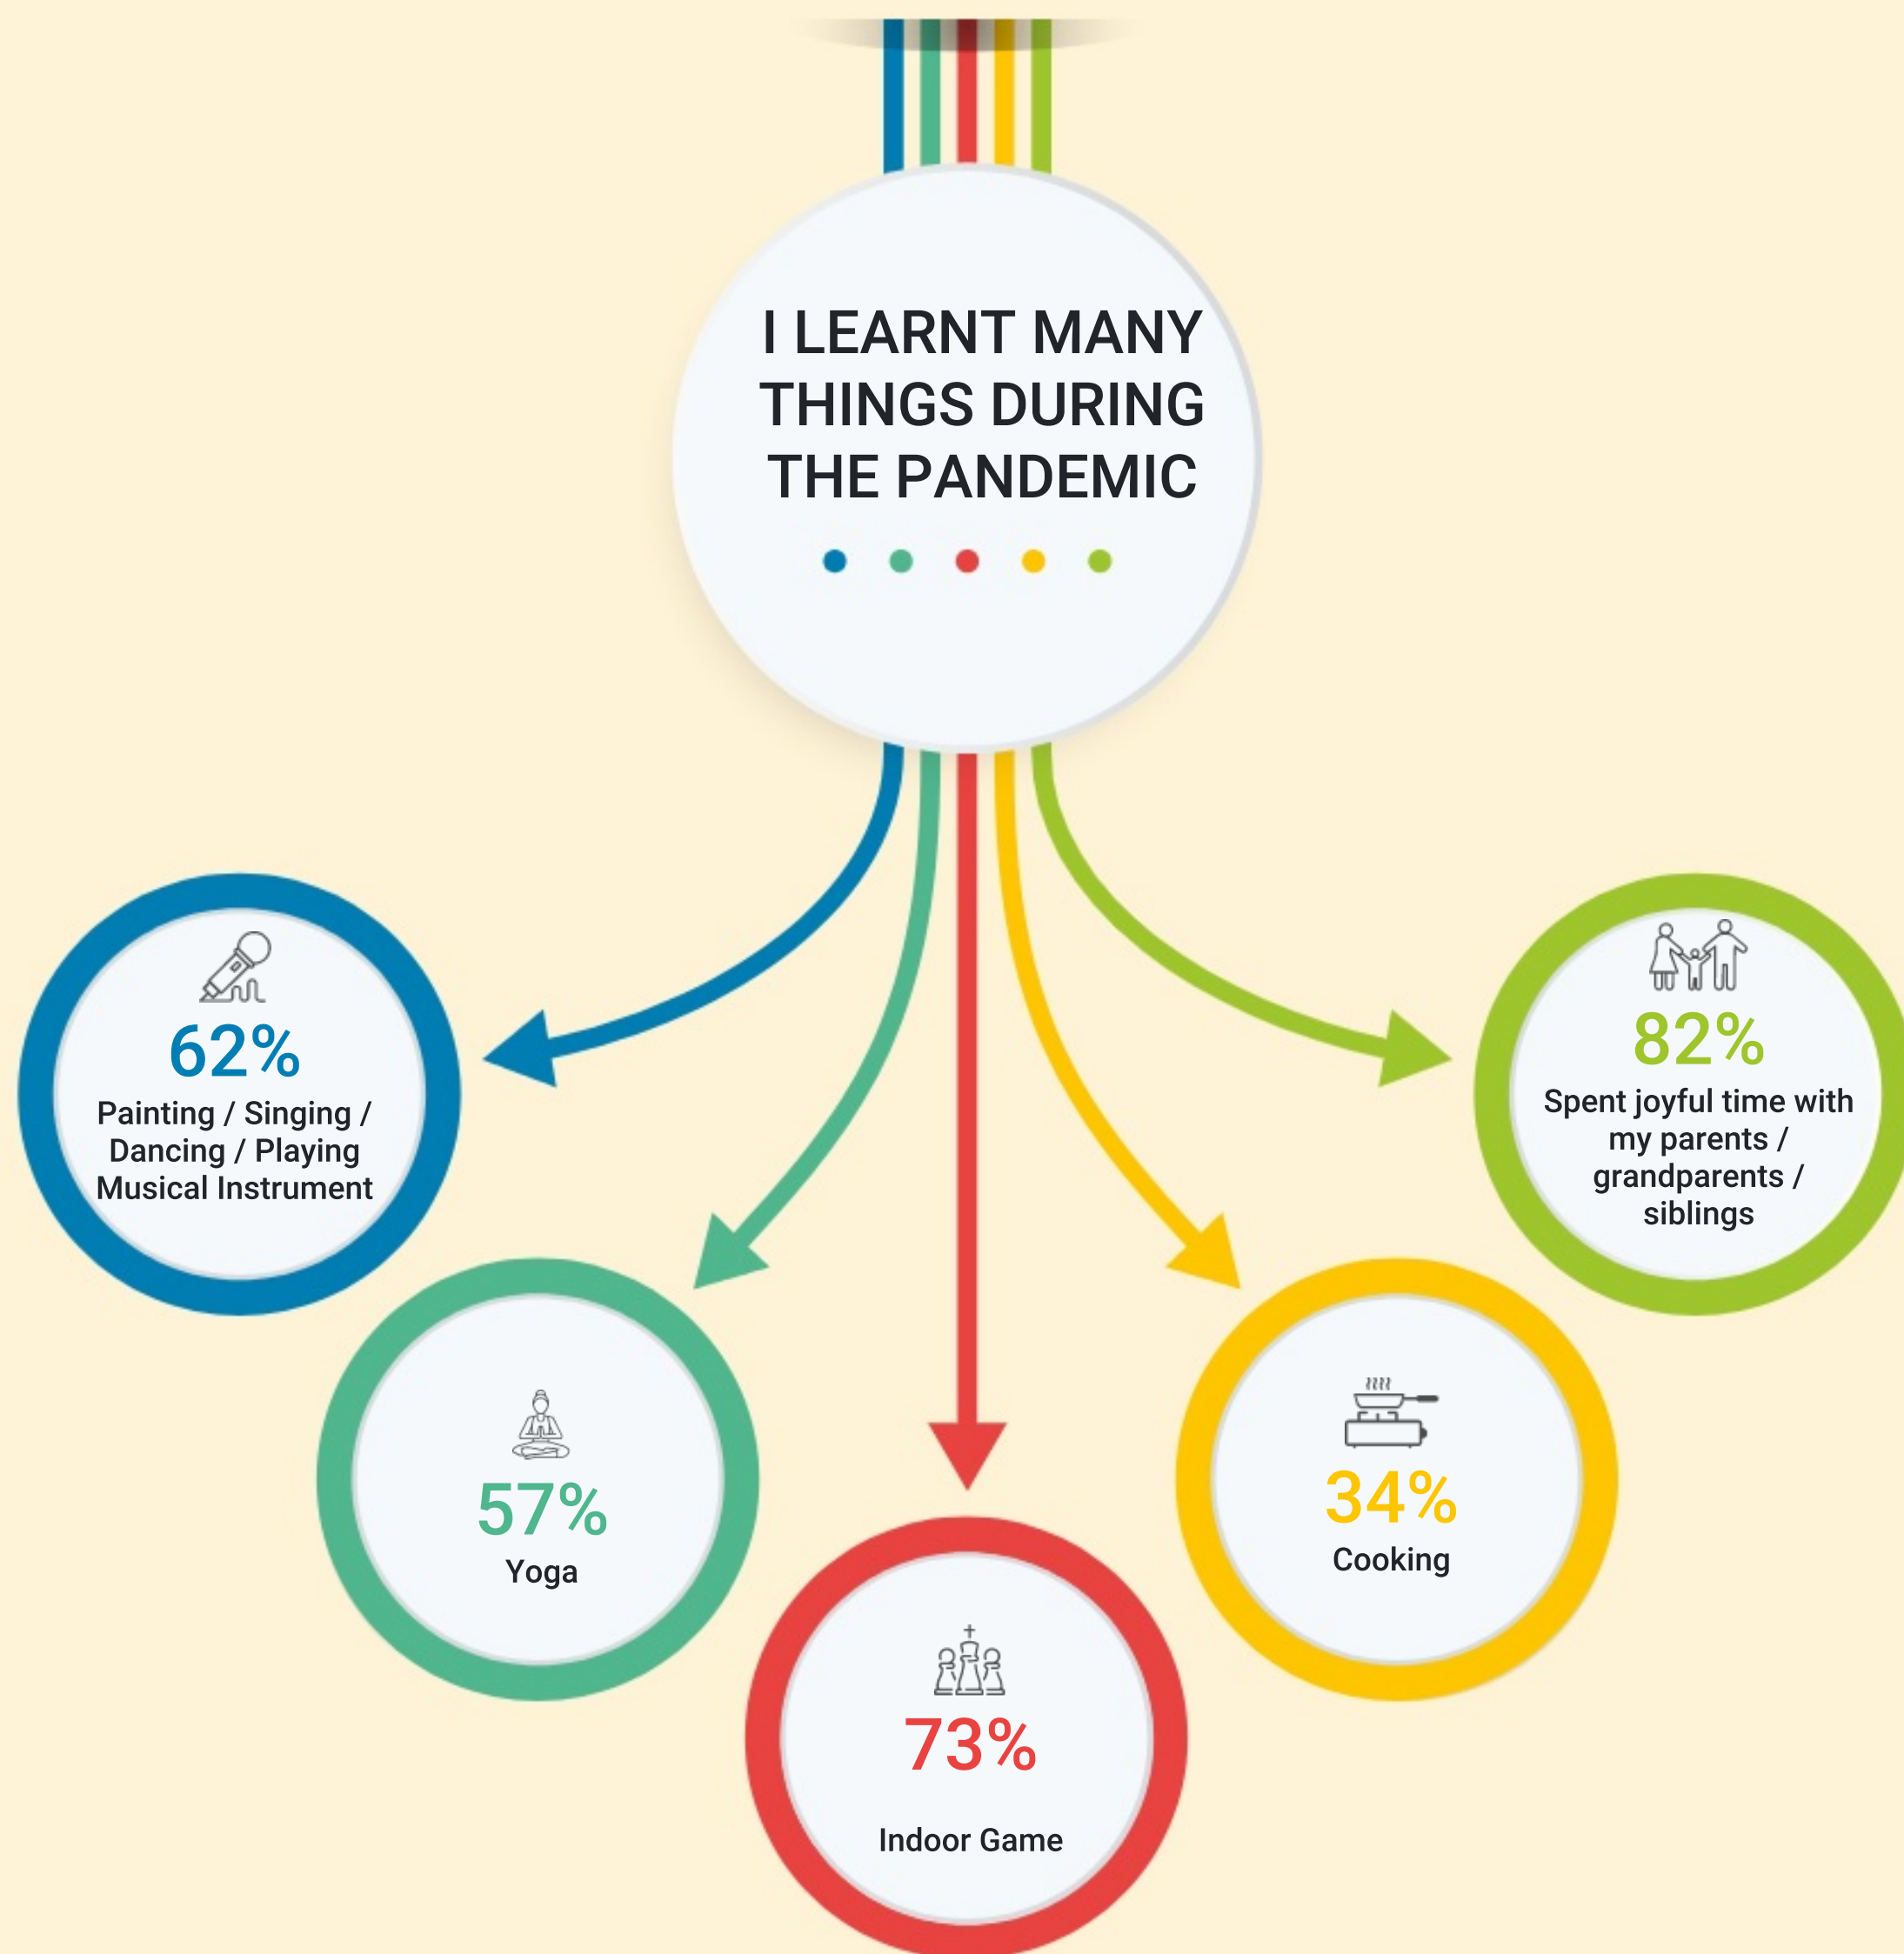 I LEARNT MANY
THINGS DURING
THE PANDEMIC
62%
Painting / Singing /
Dancing / Playing
Musical Instrument
82%
Spent joyful time with
my parents /
grandparents /
siblings
57%
Yoga
34%
Cooking
73%
Indoor Game